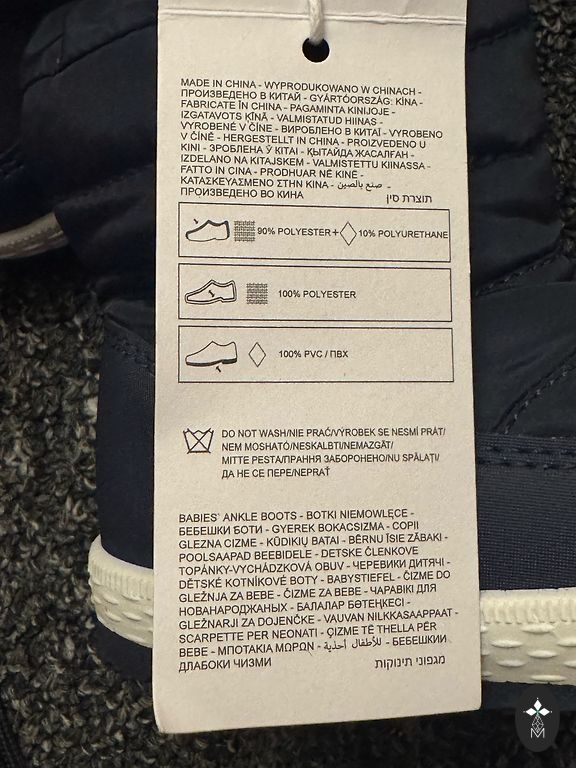 MADE IN CHINA - WYPRODUKOWANO W CHINACH -
ПРОИЗВЕДЕНО В КИТАЙ - GYÁRTÓORSZÁG: KÍNA -
FABRICATE ÎN CHINA - PAGAMINTA KINIJOJE -
IZGATAVOTS ĶĪNĀ - VALMISTATUD HIINAS -
VYROBENÉ V ČÍNE - ВИРОБЛЕНО В КИТАЇ - VYROBENO
V ČÍNĚ - HERGESTELLT IN CHINA - PROIZVEDENO U
KINI - ЗРОБЛЕНА Ў КІТАІ - ҚЫТАЙДА ЖАСАЛҒАН -
IZDELANO NA KITAJSKEM - VALMISTETTU KIINASSA -
FATTO IN CINA - PRODHUAR NË KINË -
ΚΑΤΑΣΚΕΥΑΣΜΕΝΟ ΣΤΗΝ ΚΙΝΑ - صنع بالصين -
ПРОИЗВЕДЕНО ВО КИНА תוצרת סין
90% POLYESTER + 10% POLYURETHANE
100% POLYESTER
100% PVC / ПВХ
DO NOT WASH/NIE PRAĆ/VÝROBEK SE NESMÍ PRÁT/
NEM MOSHATÓ/NESKALBTI/NEMAZGĀT/
MITTE PESTA/ПРАННЯ ЗАБОРОНЕНО/NU SPĂLAȚI/
ДА НЕ СЕ ПЕРЕ/NEPRAŤ
BABIES` ANKLE BOOTS - BOTKI NIEMOWLĘCE -
БЕБЕШКИ БОТИ - GYEREK BOKACSIZMA - COPII
GLEZNA CIZME - KŪDIKIŲ BATAI - BĒRNU ĪSIE ZĀBAKI -
POOLSAAPAD BEEBIDELE - DETSKE ČLENKOVE
TOPÁNKY-VYCHÁDZKOVÁ OBUV - ЧЕРЕВИКИ ДИТЯЧІ -
DĚTSKÉ KOTNÍKOVÉ BOTY - BABYSTIEFEL - ČIZME DO
GLEŽNJA ZA BEBE - ČIZME ZA BEBE - ЧАРАВІКІ ДЛЯ
НОВАНАРОДЖАНЫХ - БАЛАЛАР БӨТЕҢКЕСІ -
GLEŽNARJI ZA DOJENČKE - VAUVAN NILKKASAAPPAAT -
SCARPETTE PER NEONATI - ÇIZME TË THELLA PËR
BEBE - ΜΠΟΤΑΚΙΑ ΜΩΡΩΝ - للأطفال أحذية - БЕБЕШКИ
ДЛАБОКИ ЧИЗМИ מגפוני תינוקות